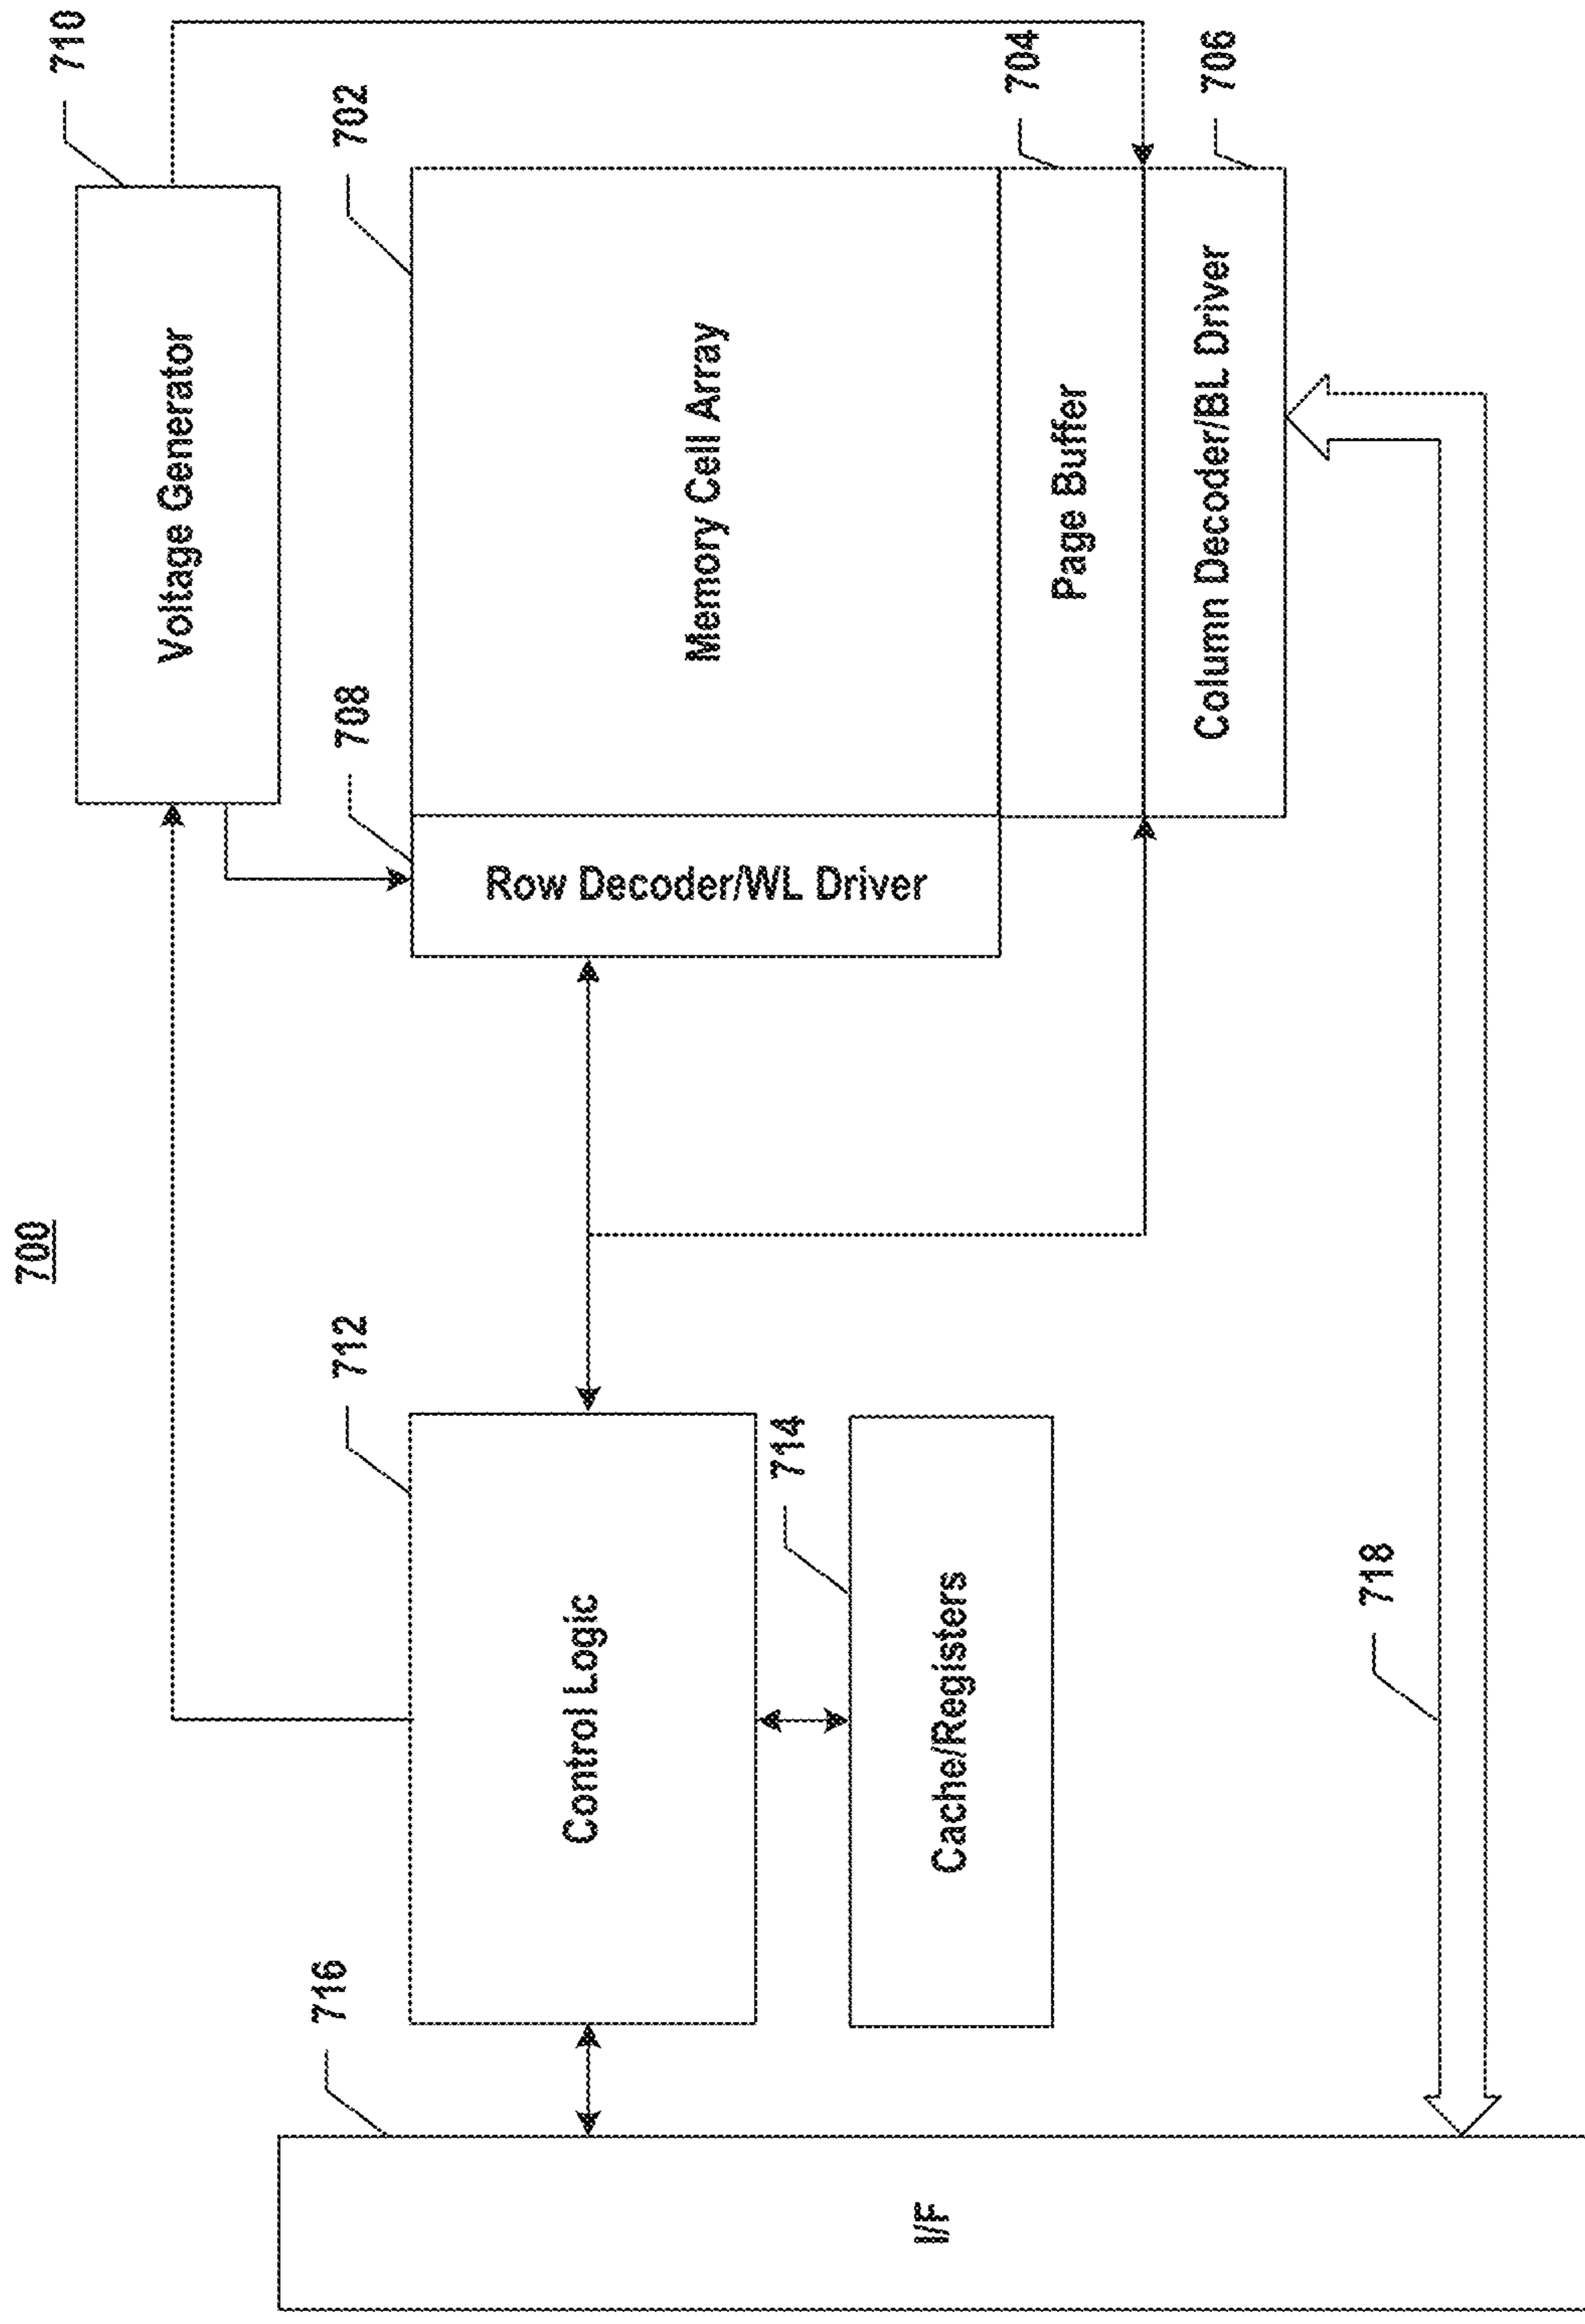 700
710
Voltage Generator
702
708
Memory Cell Array
Row Decoder/WL Driver
704
Page Buffer
706
Column Decoder/BL Driver
712
Control Logic
714
Cache/Registers
716
I/F
718